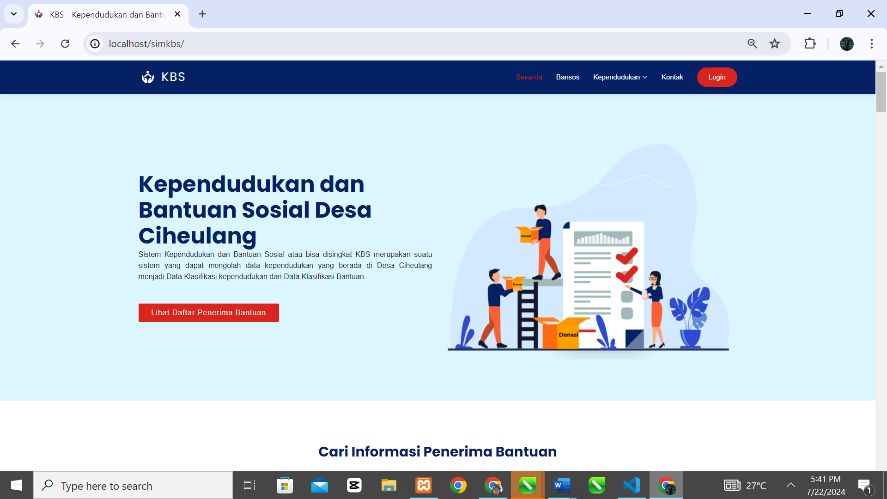 KBS - Kependudukan dan Bantu
localhost/simkbs/
KBS
Beranda
Bansos
Kependudukan
Kontak
Login
Kependudukan dan
Bantuan Sosial Desa
Ciheulang
Sistem Kependudukan dan Bantuan Sosial atau bisa disingkat KBS merupakan suatu
sistem yang dapat mengolah data kependudukan yang berada di Desa Ciheulang
menjadi Data Klasifikasi kependudukan dan Data Klasifikasi Bantuan.
Lihat Daftar Penerima Bantuan
Donasi
Cari Informasi Penerima Bantuan
Type here to search
27°C
5:41 PM
7/22/2024
1